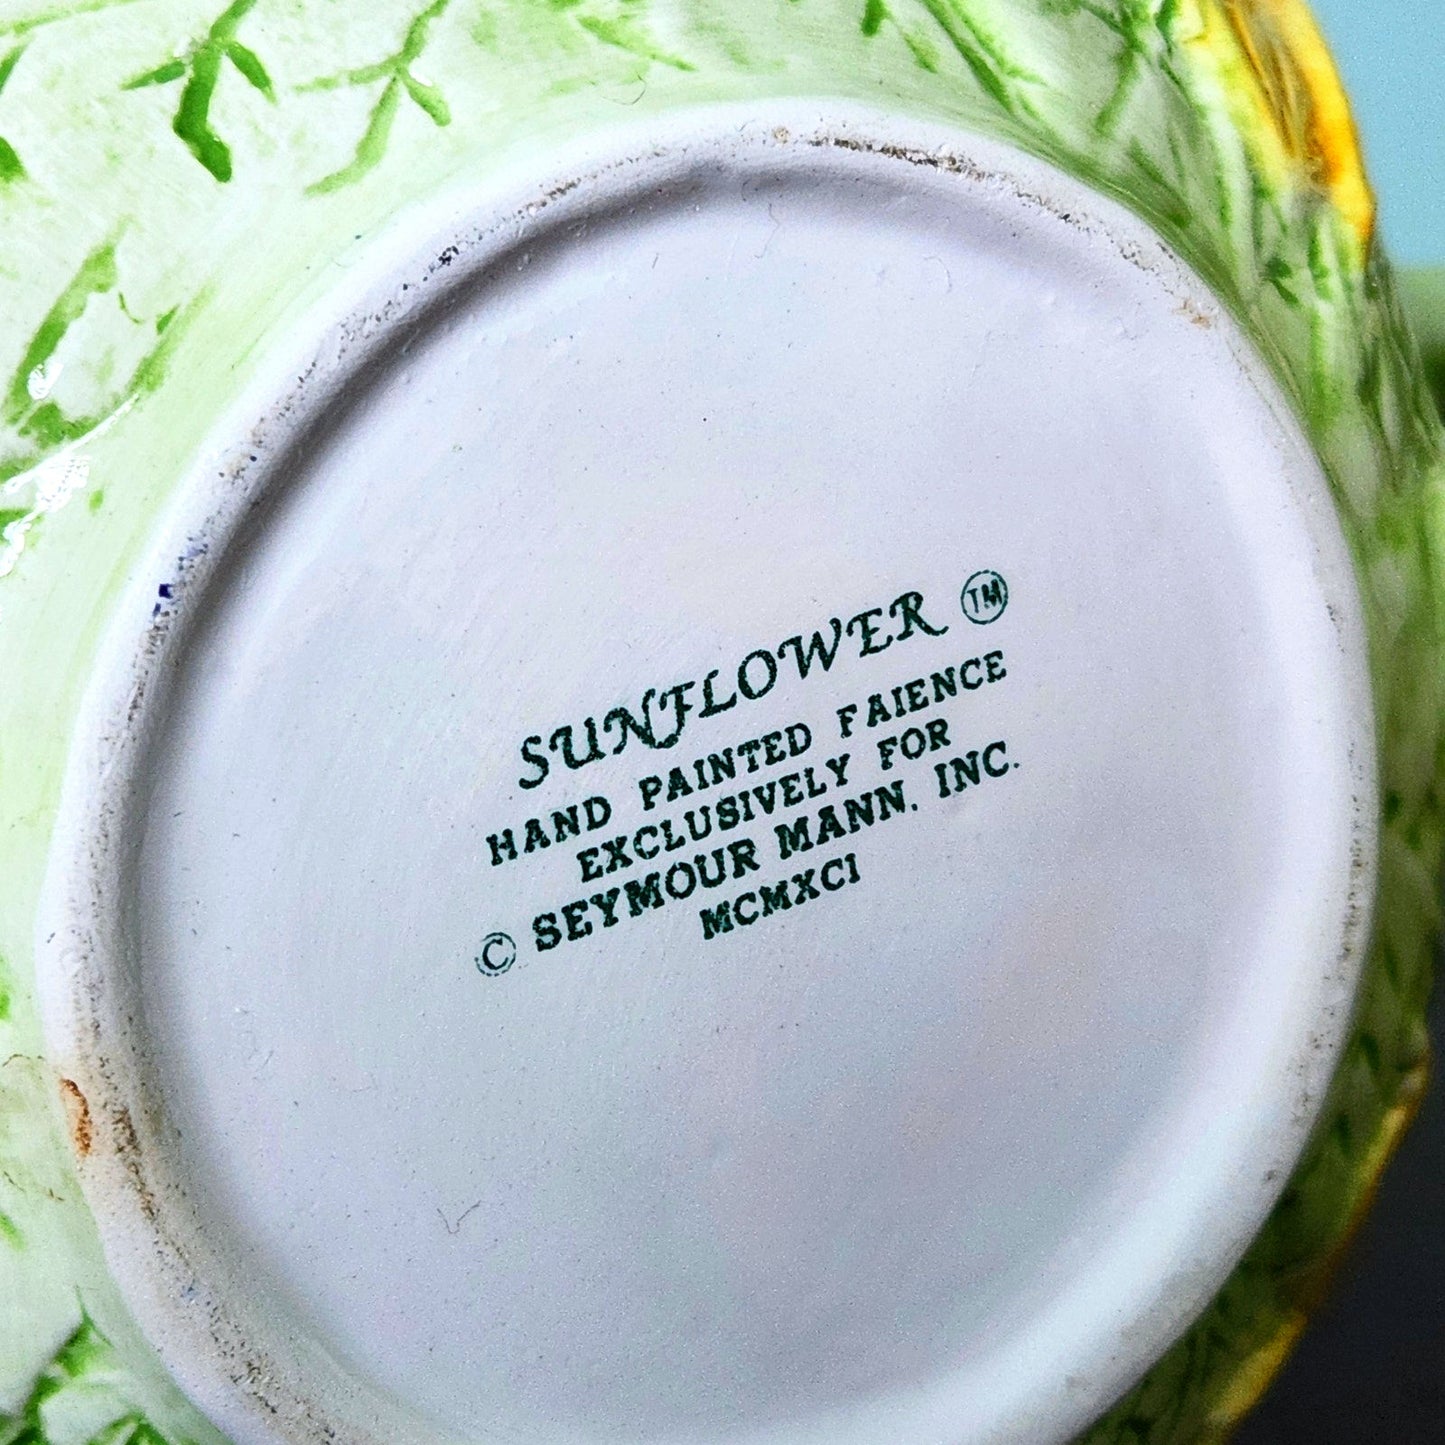 SUNFLOWER ™
HAND PAINTED FAIENCE
EXCLUSIVELY FOR
© SEYMOUR MANN, INC.
MCMXCI